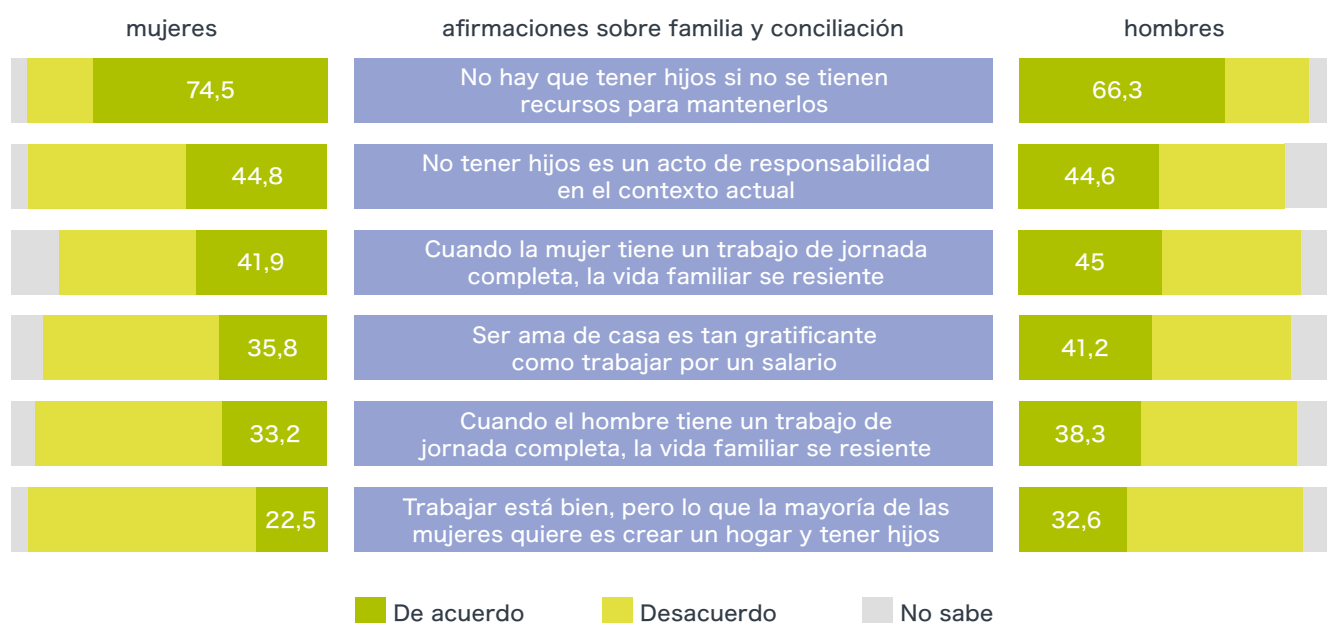 mujeres
afirmaciones sobre familia y conciliación
hombres
74,5
No hay que tener hijos si no se tienen
recursos para mantenerlos
66,3
44,8
No tener hijos es un acto de responsabilidad
en el contexto actual
44,6
41,9
Cuando la mujer tiene un trabajo de jornada
completa, la vida familiar se resiente
45
35,8
Ser ama de casa es tan gratificante
como trabajar por un salario
41,2
33,2
Cuando el hombre tiene un trabajo de
jornada completa, la vida familiar se resiente
38,3
22,5
Trabajar está bien, pero lo que la mayoría de las
mujeres quiere es crear un hogar y tener hijos
32,6
De acuerdo
Desacuerdo
No sabe